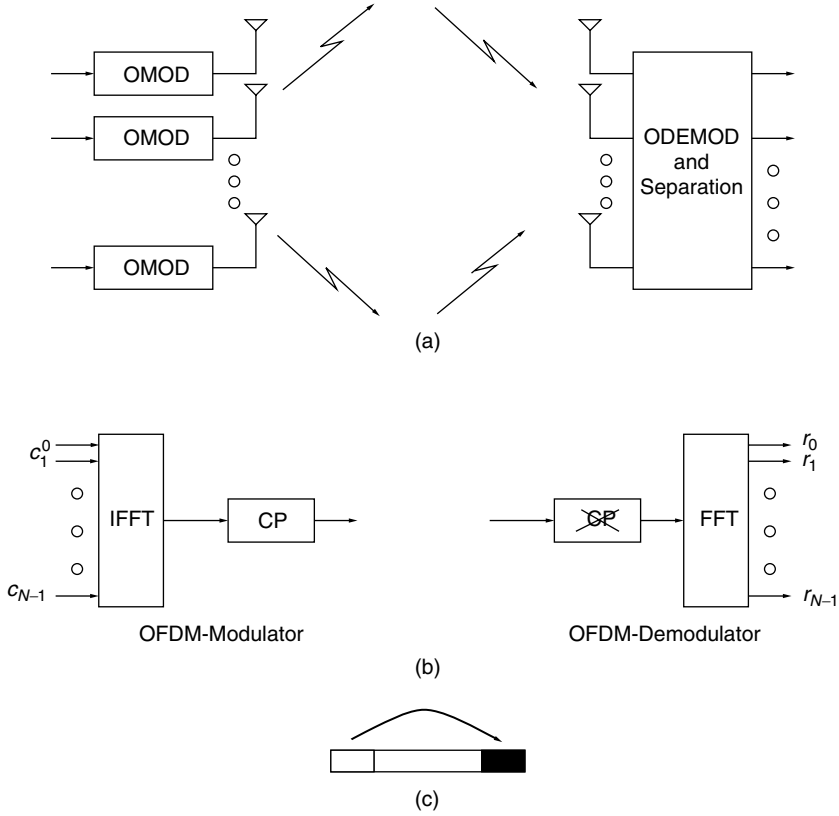 OMOD
OMOD
OMOD
ODEMOD
and
Separation
(a)
c0
1
IFFT
CP
CP
FFT
r0
r1
cN–1
rN–1
OFDM-Modulator
OFDM-Demodulator
(b)
(c)